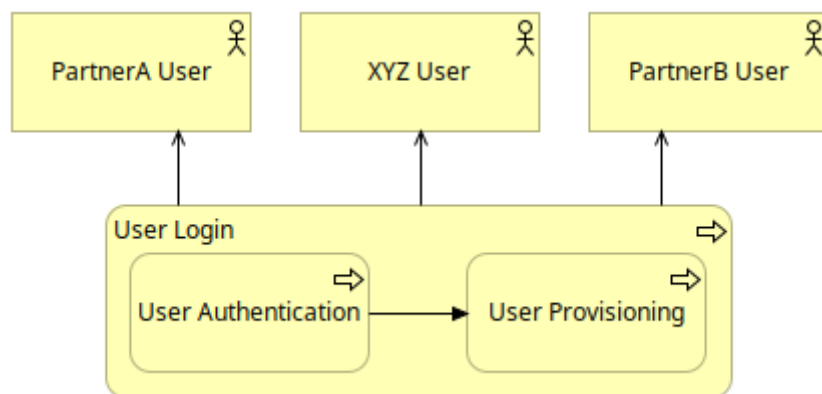 PartnerA User
XYZ User
PartnerB User
User Login
User Authentication
User Provisioning